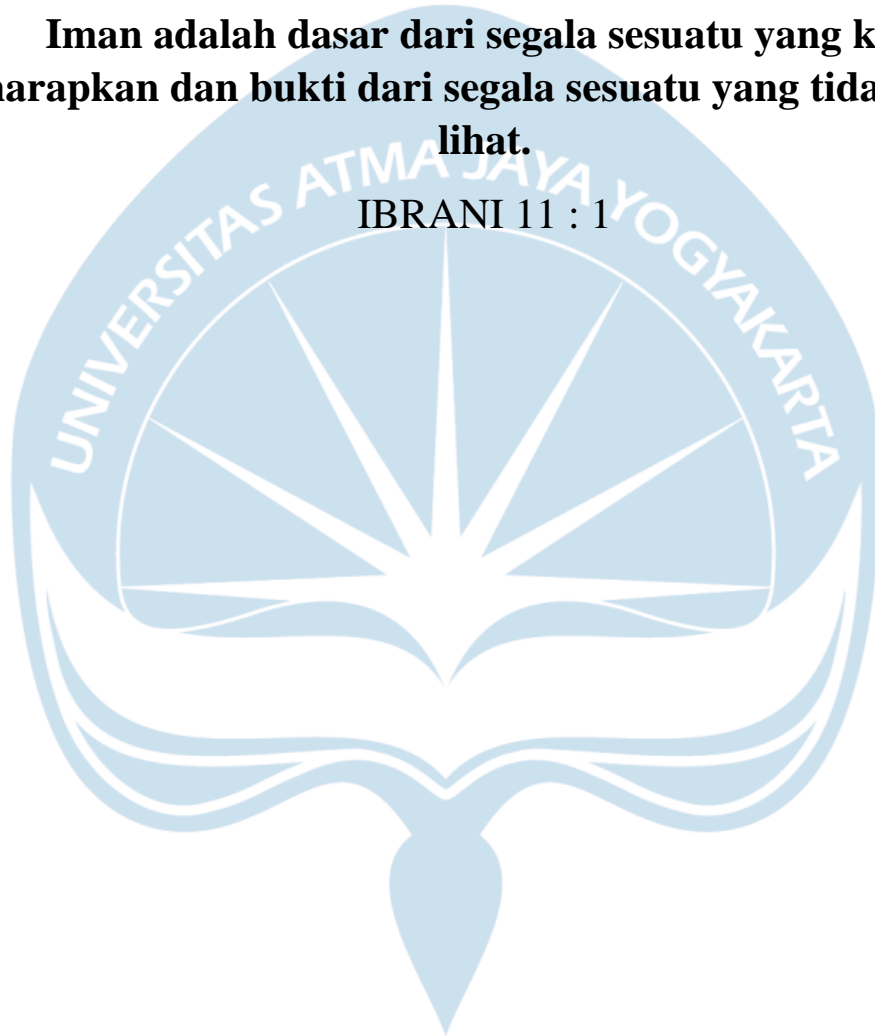 Iman adalah dasar dari segala sesuatu yang k
arapkan dan bukti dari segala sesuatu yang tida
lihat.
IBRANI 11 : 1
UNIVERSITAS ATMA JAYA YOGYAKARTA